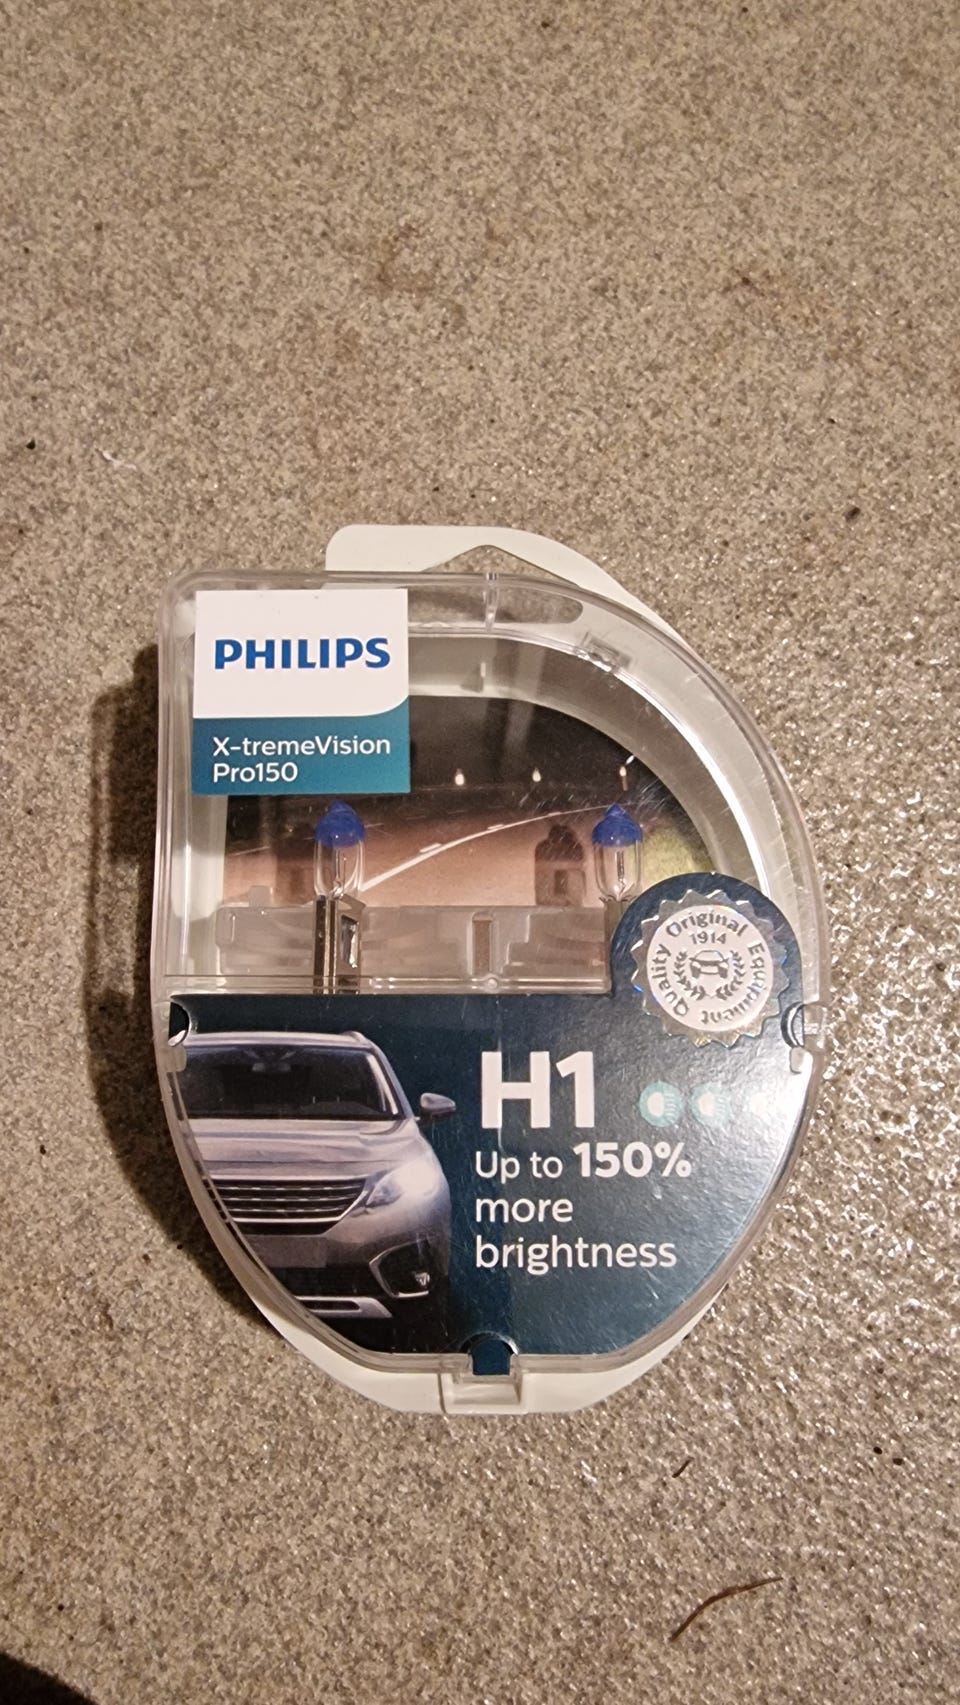 PHILIPS
X-tremeVision
Pro150
Quality Original Equipment
1914
H1
Up to 150%
more
brightness